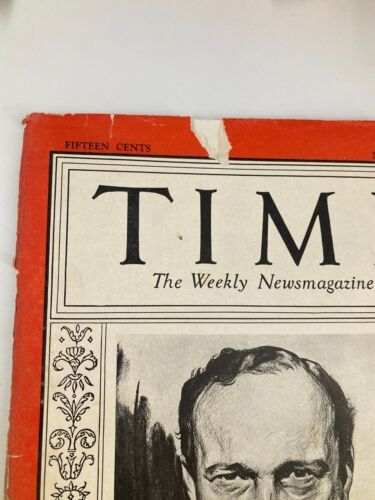 FIFTEEN CENTS
TIM
The Weekly Newsmagazine